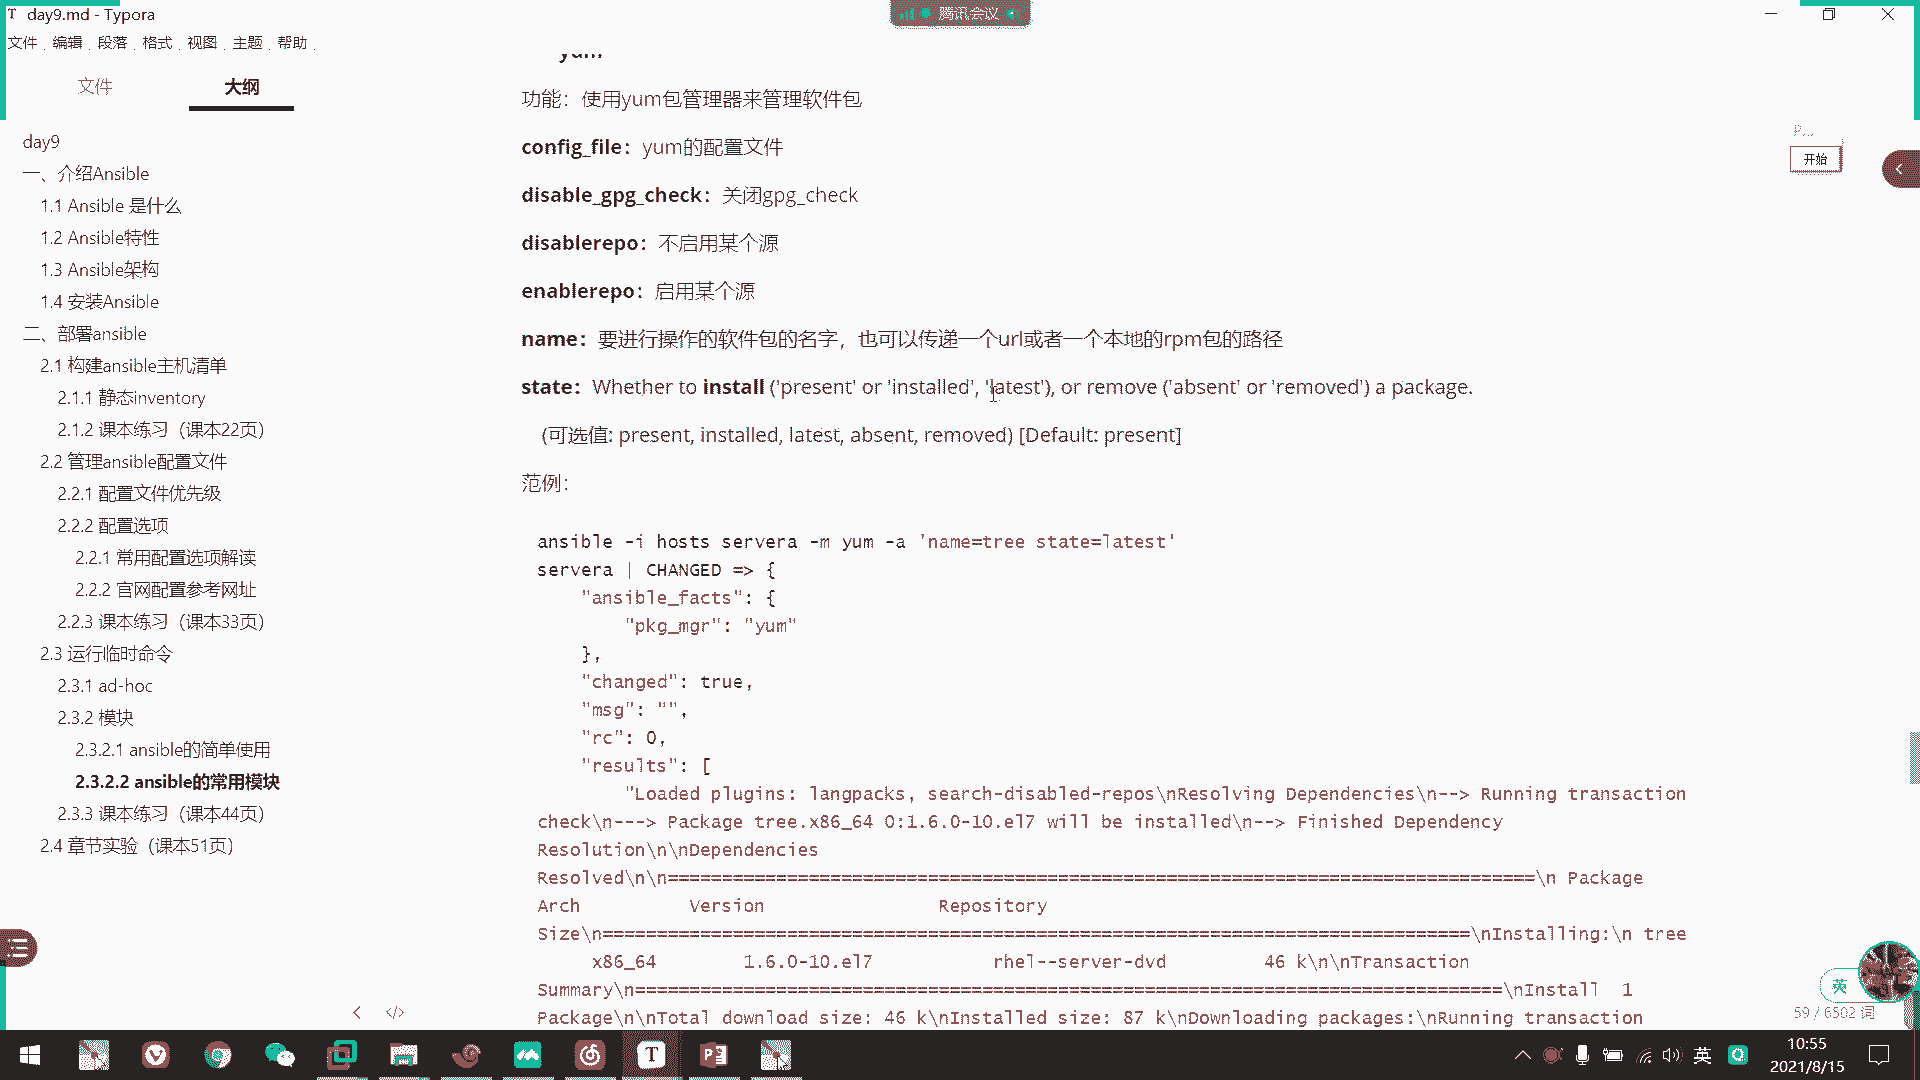 day9.md - Typora
腾讯会议
文件 编辑 段落 格式 视图 主题 帮助
文件
大纲
day9
一、介绍Ansible
1.1 Ansible 是什么
1.2 Ansible特性
1.3 Ansible架构
1.4 安装Ansible
二、部署ansible
2.1 构建ansible主机清单
2.1.1 静态inventory
2.1.2 课本练习（课本22页）
2.2 管理ansible配置文件
2.2.1 配置文件优先级
2.2.2 配置选项
2.2.1 常用配置选项解读
2.2.2 官网配置参考网址
2.2.3 课本练习（课本33页）
2.3 运行临时命令
2.3.1 ad-hoc
2.3.2 模块
2.3.2.1 ansible的简单使用
2.3.2.2 ansible的常用模块
2.3.3 课本练习（课本44页）
2.4 章节实验（课本51页）
yum
功能：使用yum包管理器来管理软件包
config_file：yum的配置文件
disable_gpg_check：关闭gpg_check
disablerepo：不启用某个源
enablerepo：启用某个源
name：要进行操作的软件包的名字，也可以传递一个url或者一个本地的rpm包的路径
state：Whether to install ('present' or 'installed', 'latest'), or remove ('absent' or 'removed') a package.
(可选值: present, installed, latest, absent, removed) [Default: present]
范例：
ansible -i hosts servera -m yum -a 'name=tree state=latest'
servera | CHANGED => {
"ansible_facts": {
"pkg_mgr": "yum"
},
"changed": true,
"msg": "",
"rc": 0,
"results": [
"Loaded plugins: langpacks, search-disabled-repos\nResolving Dependencies\n--> Running transaction
check\n---> Package tree.x86_64 0:1.6.0-10.el7 will be installed\n--> Finished Dependency
Resolution\n\nDependencies
Resolved\n\n================================================================================\n Package
Arch Version Repository
Size\n================================================================================\nInstalling:\n tree
x86_64 1.6.0-10.el7 rhel--server-dvd 46 k\n\nTransaction
Summary\n================================================================================\nInstall 1
Package\n\nTotal download size: 46 k\nInstalled size: 87 k\nDownloading packages:\nRunning transaction
P...
开始
英
59 / 6502 词
英
10:55
2021/8/15